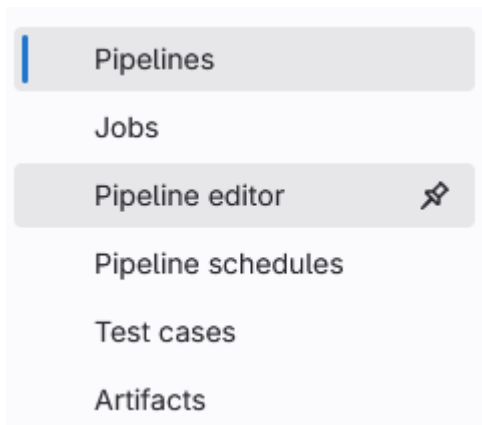 Pipelines
Jobs
Pipeline editor
Pipeline schedules
Test cases
Artifacts